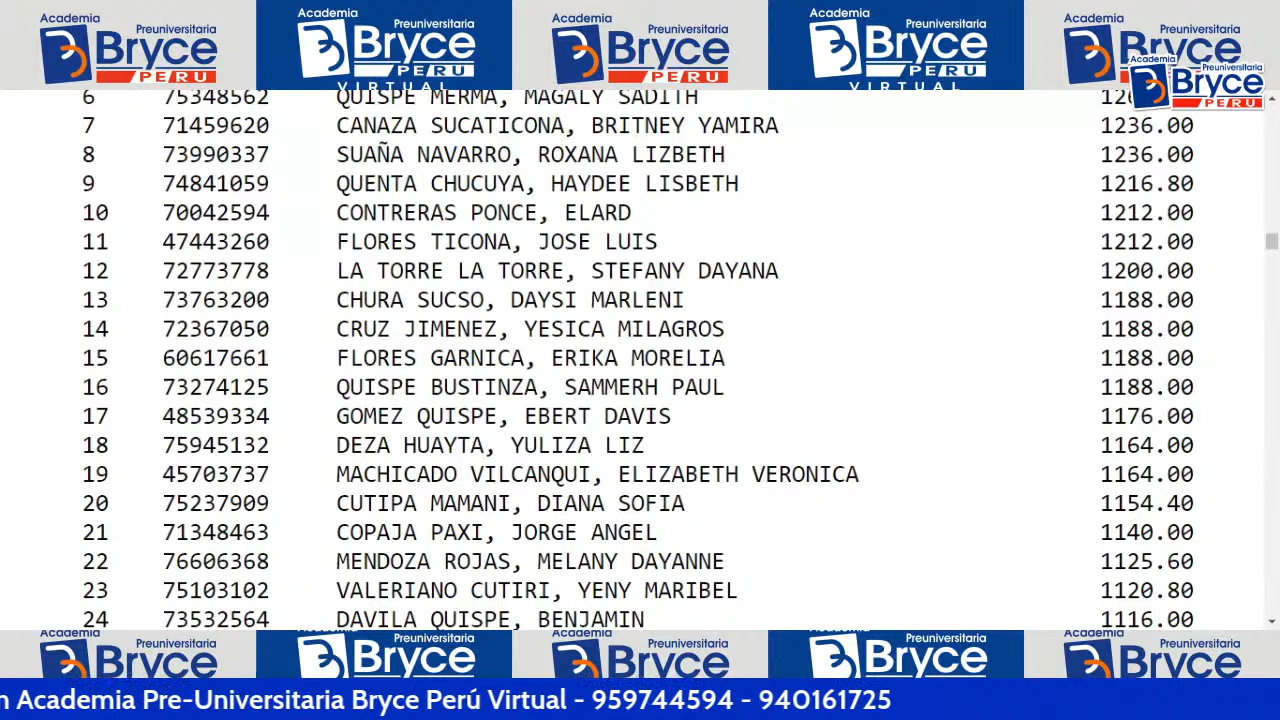 Academia
Preuniversitaria
Bryce
PERU
Academia
Preuniversitaria
Bryce
PERU
VIRTUAL
Academia
Preuniversitaria
Bryce
PERU
Academia
Preuniversitaria
Bryce
PERU
VIRTUAL
Academia
Preuniversitaria
Bryce
Academia
Preuniversitaria
Bryce
PERU
6 75348562 QUISPE MERMA, MAGALY SADITH
7 71459620 CANAZA SUCATICONA, BRITNEY YAMIRA 1236.00
8 73990337 SUAÑA NAVARRO, ROXANA LIZBETH 1236.00
9 74841059 QUENTA CHUCUYA, HAYDEE LISBETH 1216.80
10 70042594 CONTRERAS PONCE, ELARD 1212.00
11 47443260 FLORES TICONA, JOSE LUIS 1212.00
12 72773778 LA TORRE LA TORRE, STEFANY DAYANA 1200.00
13 73763200 CHURA SUCSO, DAYSI MARLENI 1188.00
14 72367050 CRUZ JIMENEZ, YESICA MILAGROS 1188.00
15 60617661 FLORES GARNICA, ERIKA MORELIA 1188.00
16 73274125 QUISPE BUSTINZA, SAMMERH PAUL 1188.00
17 48539334 GOMEZ QUISPE, EBERT DAVIS 1176.00
18 75945132 DEZA HUAYTA, YULIZA LIZ 1164.00
19 45703737 MACHICADO VILCANQUI, ELIZABETH VERONICA 1164.00
20 75237909 CUTIPA MAMANI, DIANA SOFIA 1154.40
21 71348463 COPAJA PAXI, JORGE ANGEL 1140.00
22 76606368 MENDOZA ROJAS, MELANY DAYANNE 1125.60
23 75103102 VALERIANO CUTIRI, YENY MARIBEL 1120.80
24 73532564 DAVILA QUISPE, BENJAMIN 1116.00
Academia
Preuniversitaria
Bryce
Preuniversitaria
Bryce
Academia
Preuniversitaria
Bryce
Preuniversitaria
Bryce
Academia
Preuniversitaria
Bryce
Academia Pre-Universitaria Bryce Perú Virtual - 959744594 - 940161725